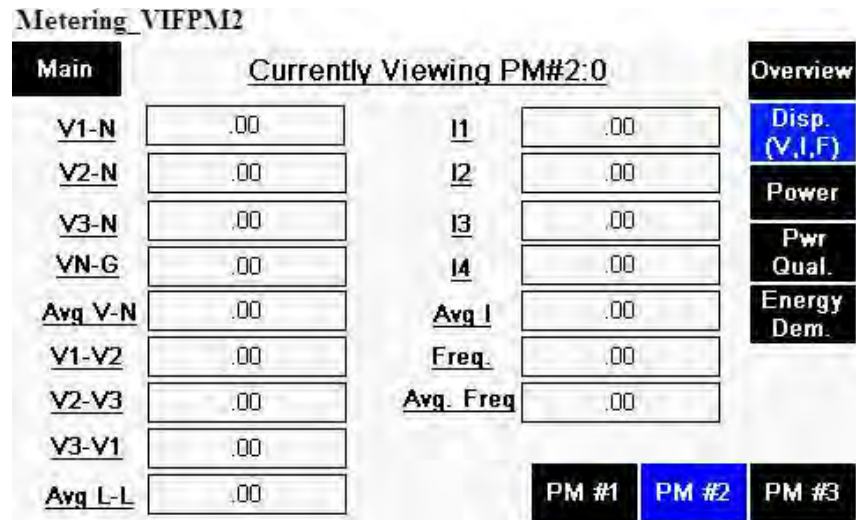 Metering_VIFPM2
Main
Currently Viewing PM#2:0
Overview
V1-N .00 I1 .00
Disp.
(V,I,F)
V2-N .00 I2 .00
Power
V3-N .00 I3 .00
Pwr
Qual.
VN-G .00 I4 .00
Energy
Dem.
Avg V-N .00 Avg I .00
V1-V2 .00 Freq. .00
V2-V3 .00 Avg. Freq .00
V3-V1 .00
Avg L-L .00
PM #1 PM #2 PM #3